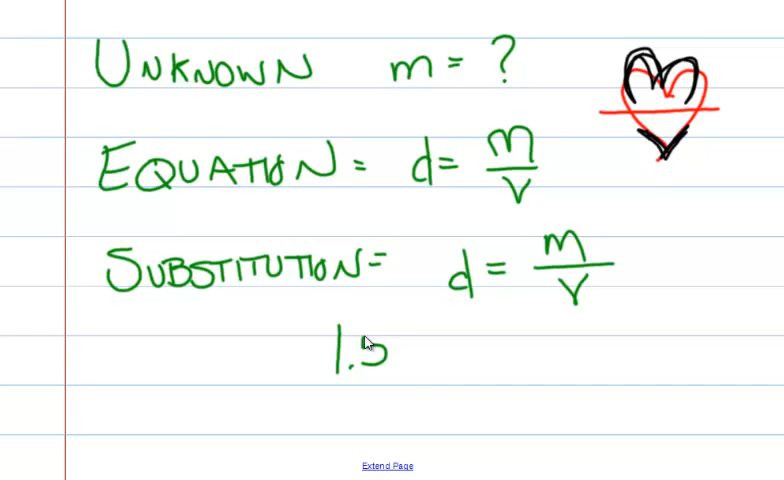 UNKNOWN m = ?
EQUATION = d = m/v
SUBSTITUTION = d = m/v
1.5
Extend Page